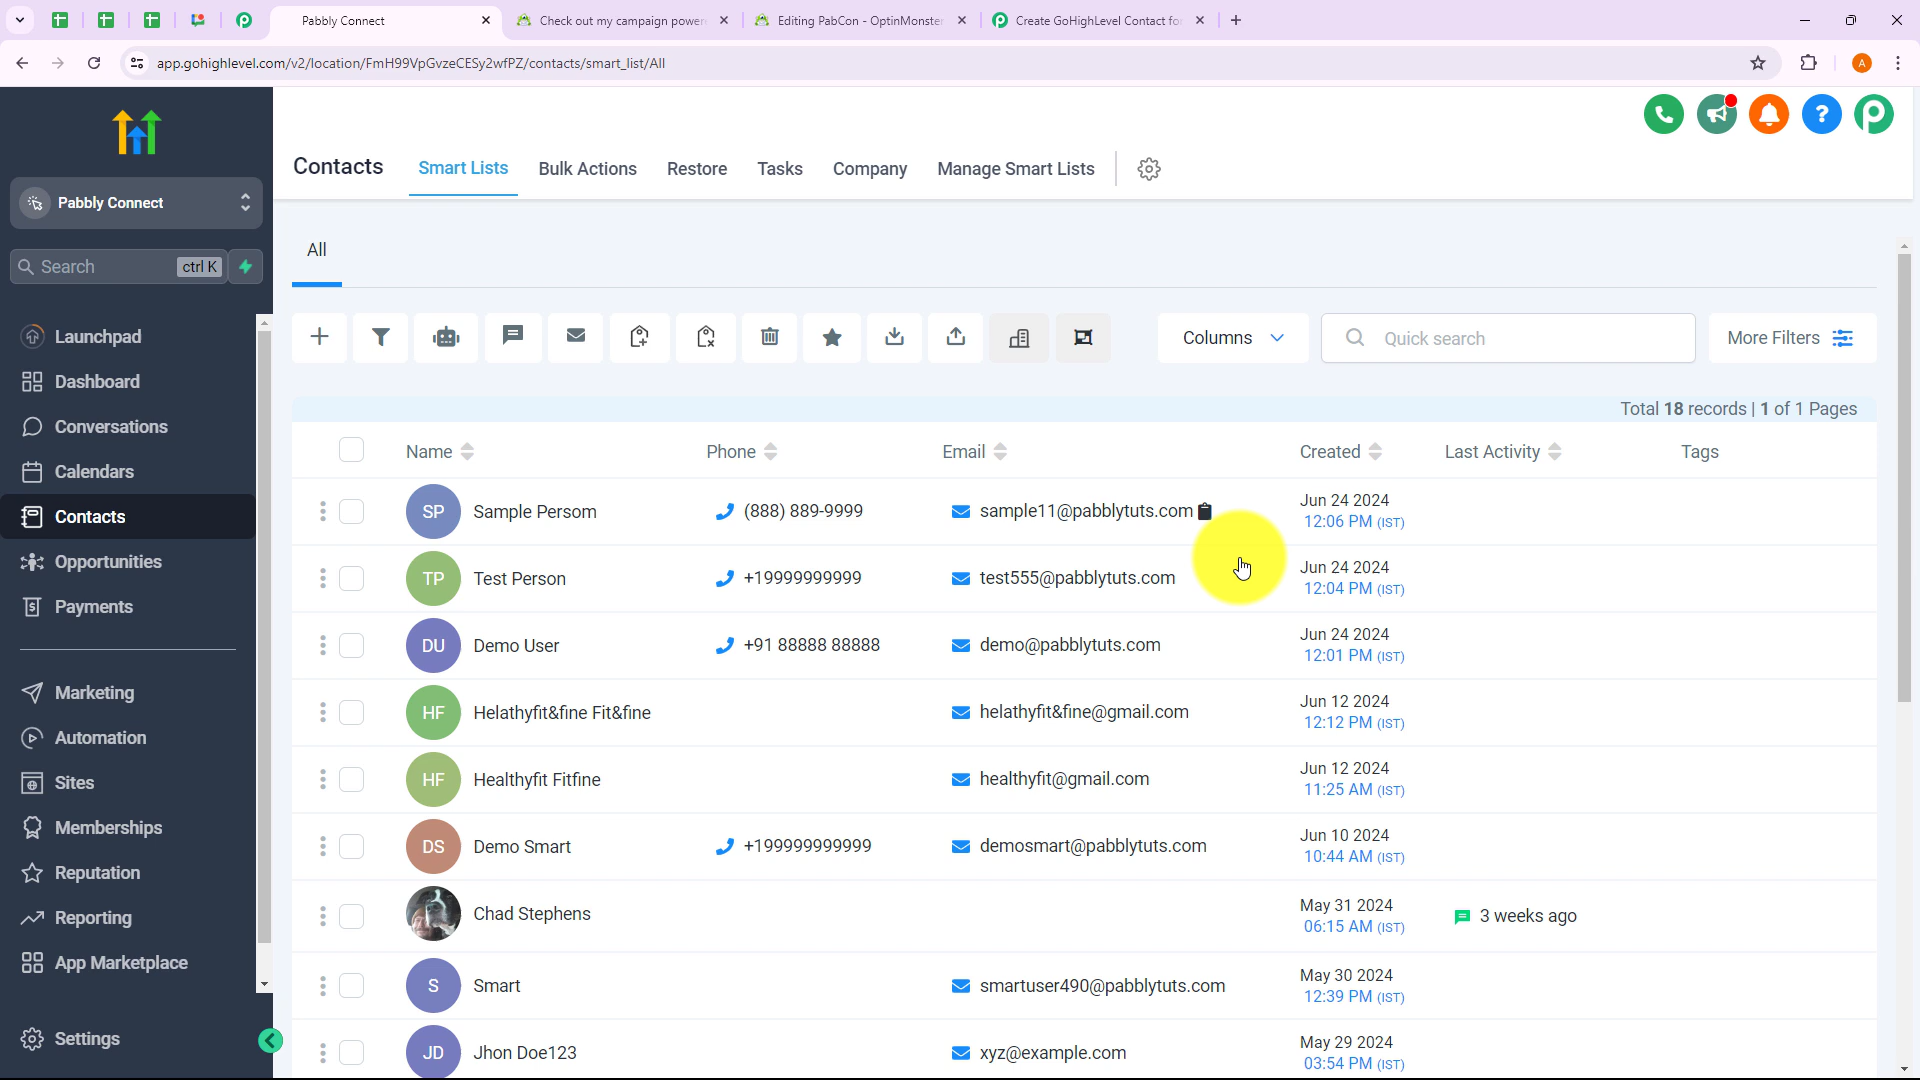 Pabbly Connect
Check out my campaign power
Editing PabCon - OptinMonste
Create GoHighLevel Contact fo
A
app.gohighlevel.com/v2/location/FmH99VpGvzeCESy2wfPZ/contacts/smart_list/All
Pabbly Connect
Search
ctrl K
Launchpad
Dashboard
Conversations
Calendars
Contacts
Opportunities
Payments
Marketing
Automation
Sites
Memberships
Reputation
Reporting
App Marketplace
Settings
Contacts
Smart Lists
Bulk Actions
Restore
Tasks
Company
Manage Smart Lists
All
Columns
Quick search
More Filters
Total 18 records | 1 of 1 Pages
Name Phone Email Created Last Activity Tags
SP Sample Persom (888) 889-9999 sample11@pabblytuts.com Jun 24 2024
12:06 PM (IST)
TP Test Person +19999999999 test555@pabblytuts.com Jun 24 2024
12:04 PM (IST)
DU Demo User +91 88888 88888 demo@pabblytuts.com Jun 24 2024
12:01 PM (IST)
HF Helathyfit&fine Fit&fine helathyfit&fine@gmail.com Jun 12 2024
12:12 PM (IST)
HF Healthyfit Fitfine healthyfit@gmail.com Jun 12 2024
11:25 AM (IST)
DS Demo Smart +199999999999 demosmart@pabblytuts.com Jun 10 2024
10:44 AM (IST)
Chad Stephens May 31 2024 3 weeks ago
06:15 AM (IST)
S Smart smartuser490@pabblytuts.com May 30 2024
12:39 PM (IST)
JD Jhon Doe123 xyz@example.com May 29 2024
03:54 PM (IST)